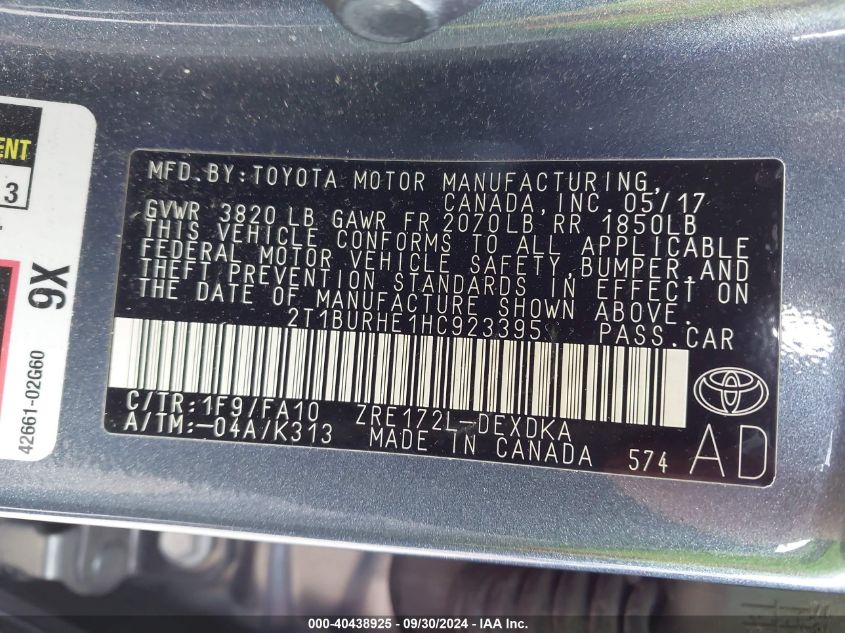 ENT
3
9X
42661-02G60
MFD.BY:TOYOTA MOTOR MANUFACTURING,
CANADA,INC.05/17
GVWR 3820 LB GAWR FR 2070LB RR 1850LB
THIS VEHICLE CONFORMS TO ALL APPLICABLE
FEDERAL MOTOR VEHICLE SAFETY,BUMPER,AND
THEFT PREVENTION STANDARDS IN EFFECT ON
THE DATE OF MANUFACTURE SHOWN ABOVE.
2T1BURHE1HC923395 PASS.CAR
C/TR:1F9/FA10 ZRE172L-DEXDKA
A/TM:-04A/K313 MADE IN CANADA 574
AD
000-40438925 - 09/30/2024 - IAA Inc.